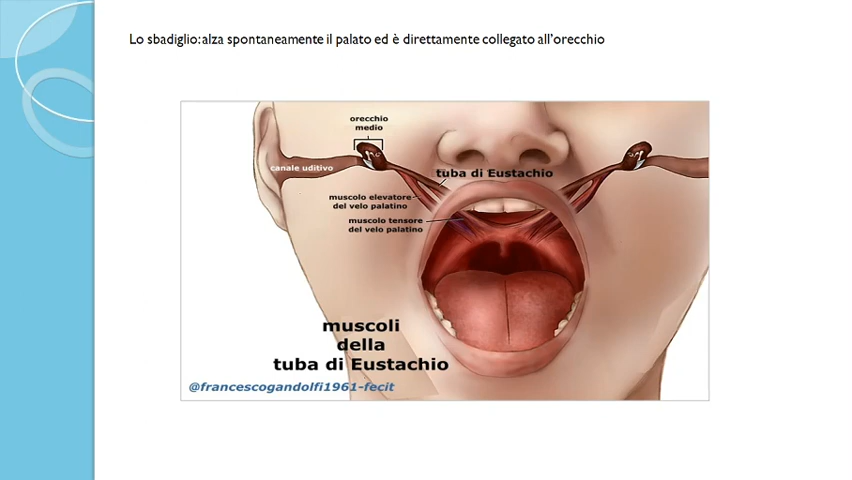 Lo sbadiglio: alza spontaneamente il palato ed è direttamente collegato all'orecchio
orecchio
medio
canale uditivo
tuba di Eustachio
muscolo elevatore
del velo palatino
muscolo tensore
del velo palatino
muscoli
della
tuba di Eustachio
@francescogandolfi1961-fecit